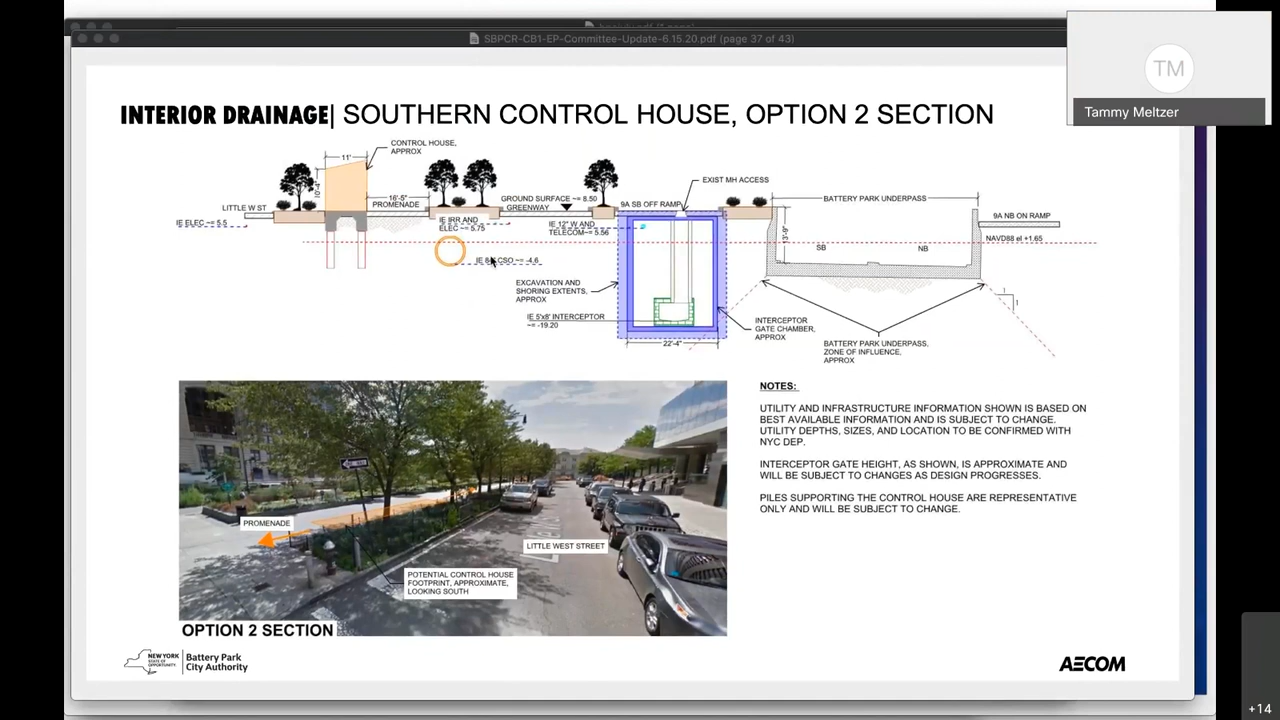 SBPCR-CB1-EP-Committee-Update-6.15.20.pdf (page 37 of 43)
TM
Tammy Meltzer
INTERIOR DRAINAGE| SOUTHERN CONTROL HOUSE, OPTION 2 SECTION
CONTROL HOUSE,
APPROX
11'
10'-4"
16'-5"
PROMENADE
LITTLE W ST
IE ELEC ~= 5.5
IE IRR AND
ELEC ~= 5.75
GROUND SURFACE ~= 8.50
GREENWAY
IE 12" W AND
TELECOM~= 5.56
9A SB OFF RAMP
EXIST MH ACCESS
BATTERY PARK UNDERPASS
9A NB ON RAMP
NAVD88 el +1.65
13'-9"
SB
NB
CSO ~= -4.6
EXCAVATION AND
SHORING EXTENTS,
APPROX
IE 5'x8' INTERCEPTOR
~= -19.20
22'-4"
INTERCEPTOR
GATE CHAMBER,
APPROX
BATTERY PARK UNDERPASS,
ZONE OF INFLUENCE,
APPROX
1
1
NOTES:
UTILITY AND INFRASTRUCTURE INFORMATION SHOWN IS BASED ON
BEST AVAILABLE INFORMATION AND IS SUBJECT TO CHANGE.
UTILITY DEPTHS, SIZES, AND LOCATION TO BE CONFIRMED WITH
NYC DEP.
INTERCEPTOR GATE HEIGHT, AS SHOWN, IS APPROXIMATE AND
WILL BE SUBJECT TO CHANGES AS DESIGN PROGRESSES.
PILES SUPPORTING THE CONTROL HOUSE ARE REPRESENTATIVE
ONLY AND WILL BE SUBJECT TO CHANGE.
PROMENADE
LITTLE WEST STREET
POTENTIAL CONTROL HOUSE
FOOTPRINT, APPROXIMATE,
LOOKING SOUTH
OPTION 2 SECTION
NEW YORK
STATE OF
OPPORTUNITY.
Battery Park
City Authority
AECOM
+14